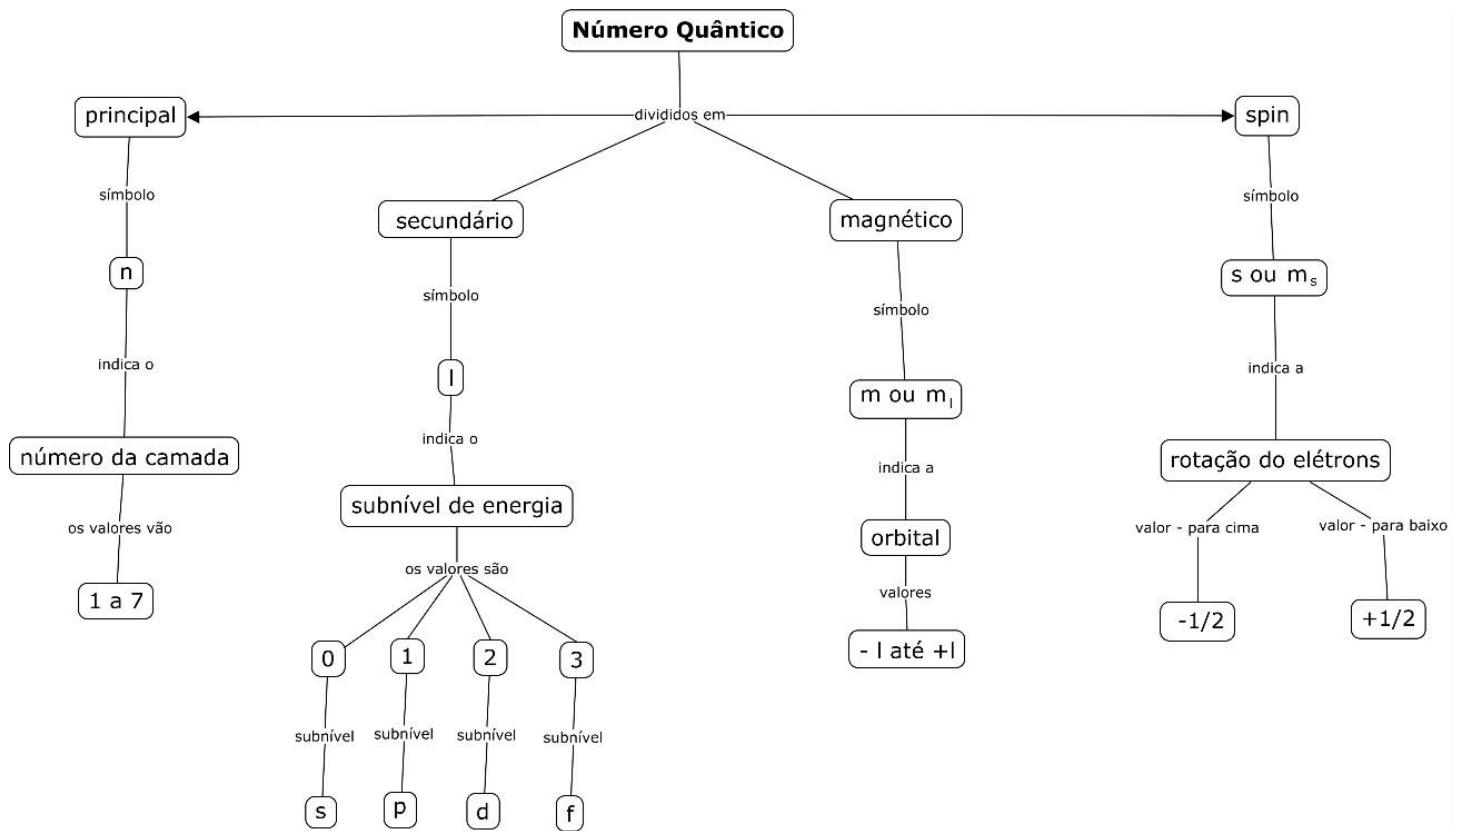 Número Quântico
divididos em
principal
símbolo
n
indica o
número da camada
os valores vão
1 a 7
secundário
símbolo
l
indica o
subnível de energia
os valores são
0
1
2
3
subnível
subnível
subnível
subnível
s
p
d
f
magnético
símbolo
m ou ml
indica a
orbital
valores
- l até +l
spin
símbolo
s ou ms
indica a
rotação do elétrons
valor - para cima
valor - para baixo
-1/2
+1/2